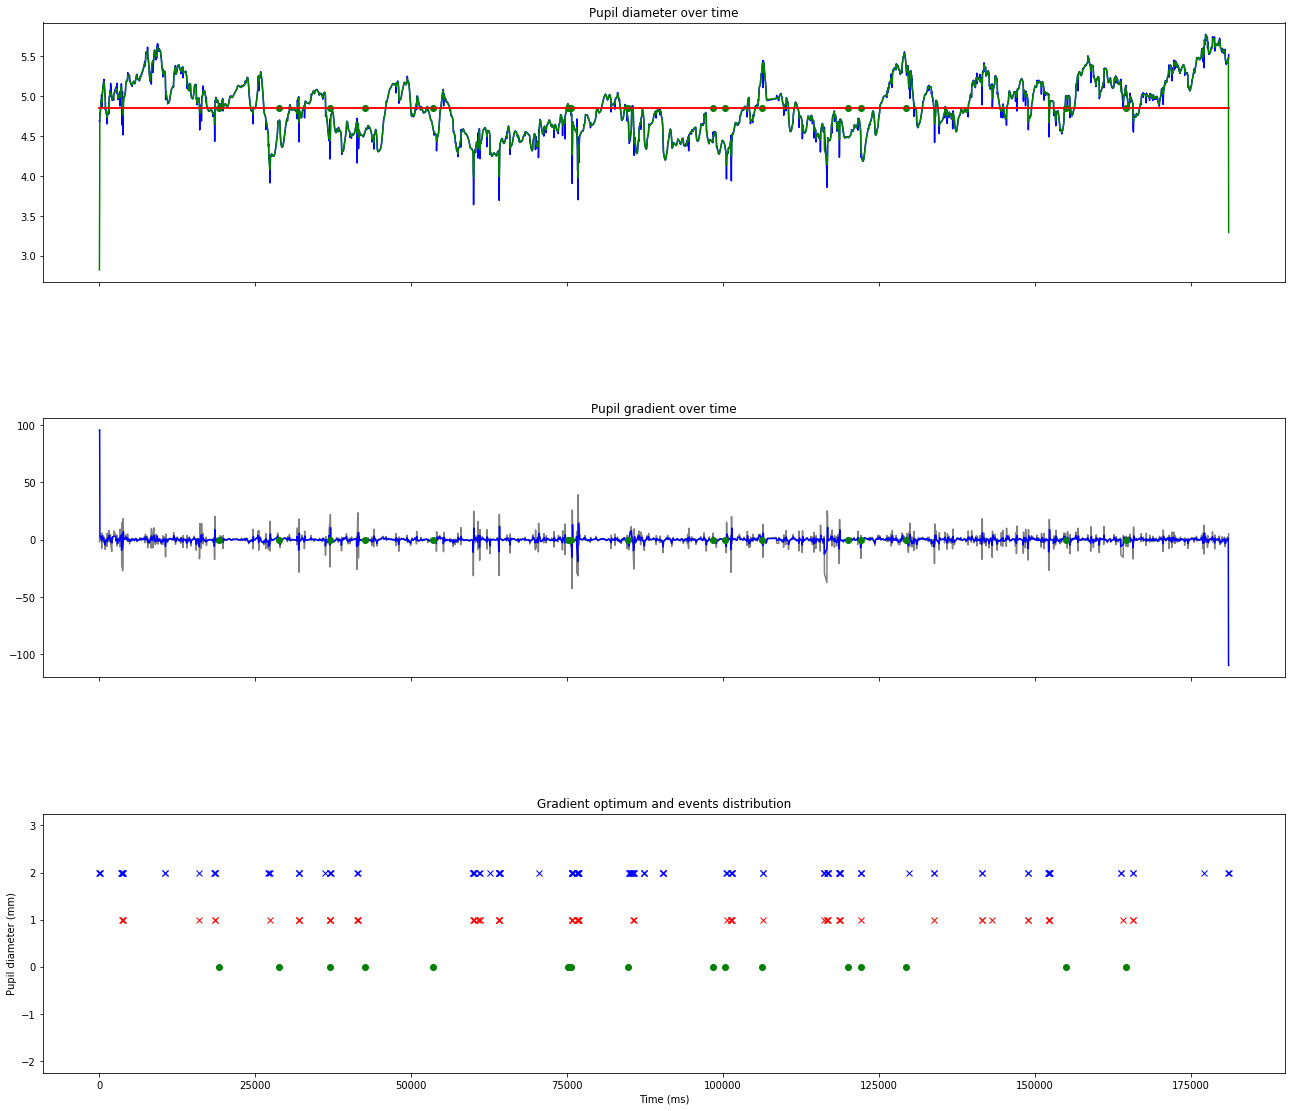 Pupil diameter over time
5.5
5.0
4.5
4.0
3.5
3.0
Pupil gradient over time
100
50
0
−50
−100
Gradient optimum and events distribution
3
2
1
0
−1
−2
Pupil diameter (mm)
0 25000 50000 75000 100000 125000 150000 175000
Time (ms)